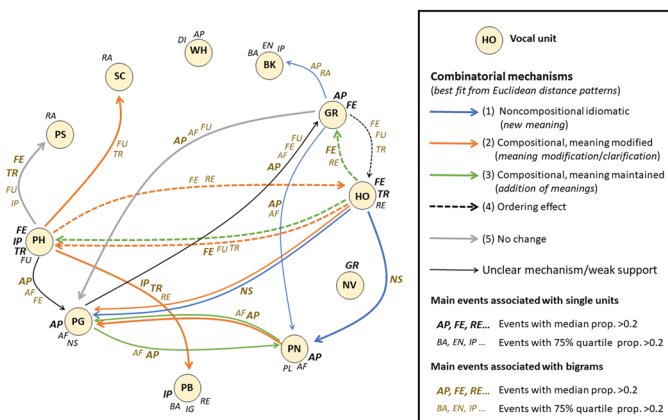 DI AP
WH
BA EN IP
BK
AP
RA
RA
SC
RA
PS
AP
FE
GR
FE
TR
FU
IP
FU
TR
AP AF FU
FU
FE
AF
AP
FE
FU
TR
FE
RE
FE RE
FE
TR
RE
HO
AP
AF
FE
IP
TR
FU
PH
FE FU TR
GR
NV
AP
AF
FE
IP TR
RE
NS
NS
AP
AF
NS
PG
AF AP
AF AP
PN
AP
PL AF
IP
BA IG
RE
PB
HO
Vocal unit
Combinatorial mechanisms
(best fit from Euclidean distance patterns)
(1) Noncompositional idiomatic
(new meaning)
(2) Compositional, meaning modified
(meaning modification/clarification)
(3) Compositional, meaning maintained
(addition of meanings)
(4) Ordering effect
(5) No change
Unclear mechanism/weak support
Main events associated with single units
AP, FE, RE... Events with median prop. >0.2
BA, EN, IP ... Events with 75% quartile prop. >0.2
Main events associated with bigrams
AP, FE, RE... Events with median prop. >0.2
BA, EN, IP ... Events with 75% quartile prop. >0.2